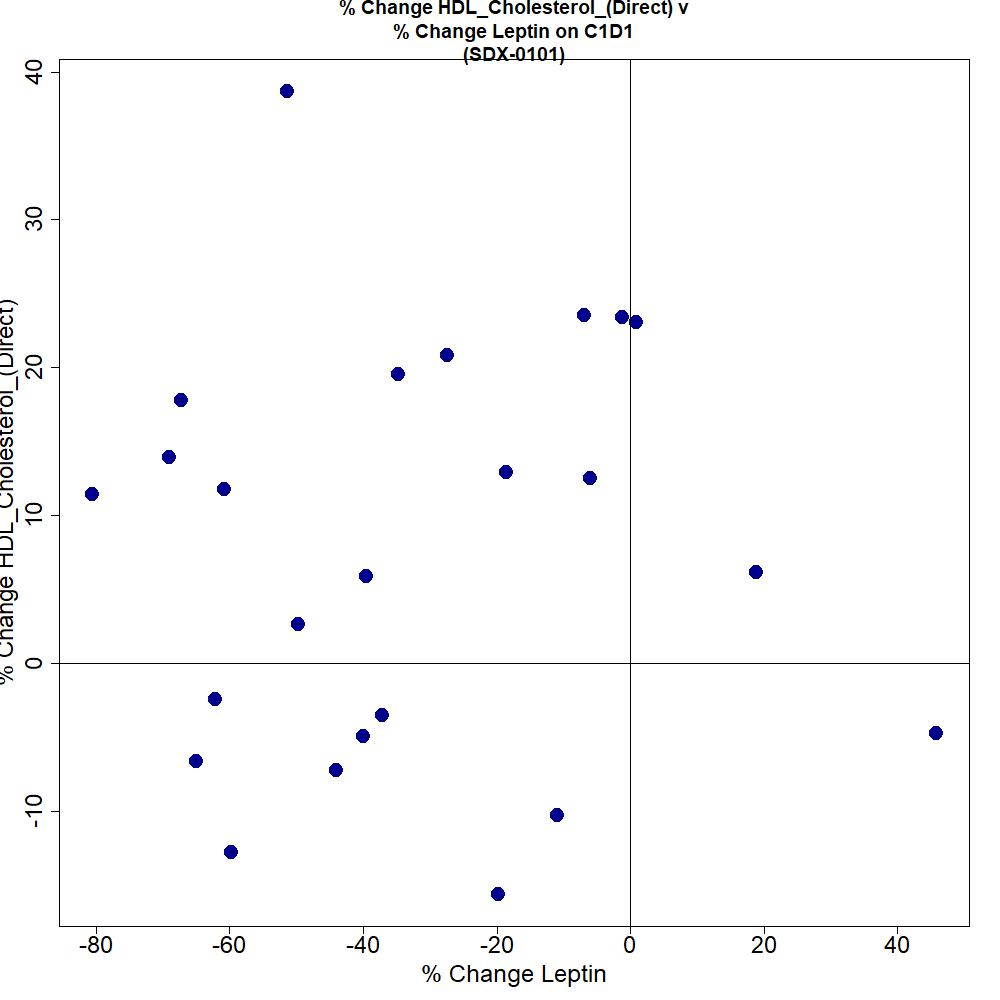 % Change HDL_Cholesterol_(Direct) v
% Change Leptin on C1D1
(SDX-0101)
40
30
20
10
0
-10
% Change HDL_Cholesterol_(Direct)
-80
-60
-40
-20
0
20
40
% Change Leptin